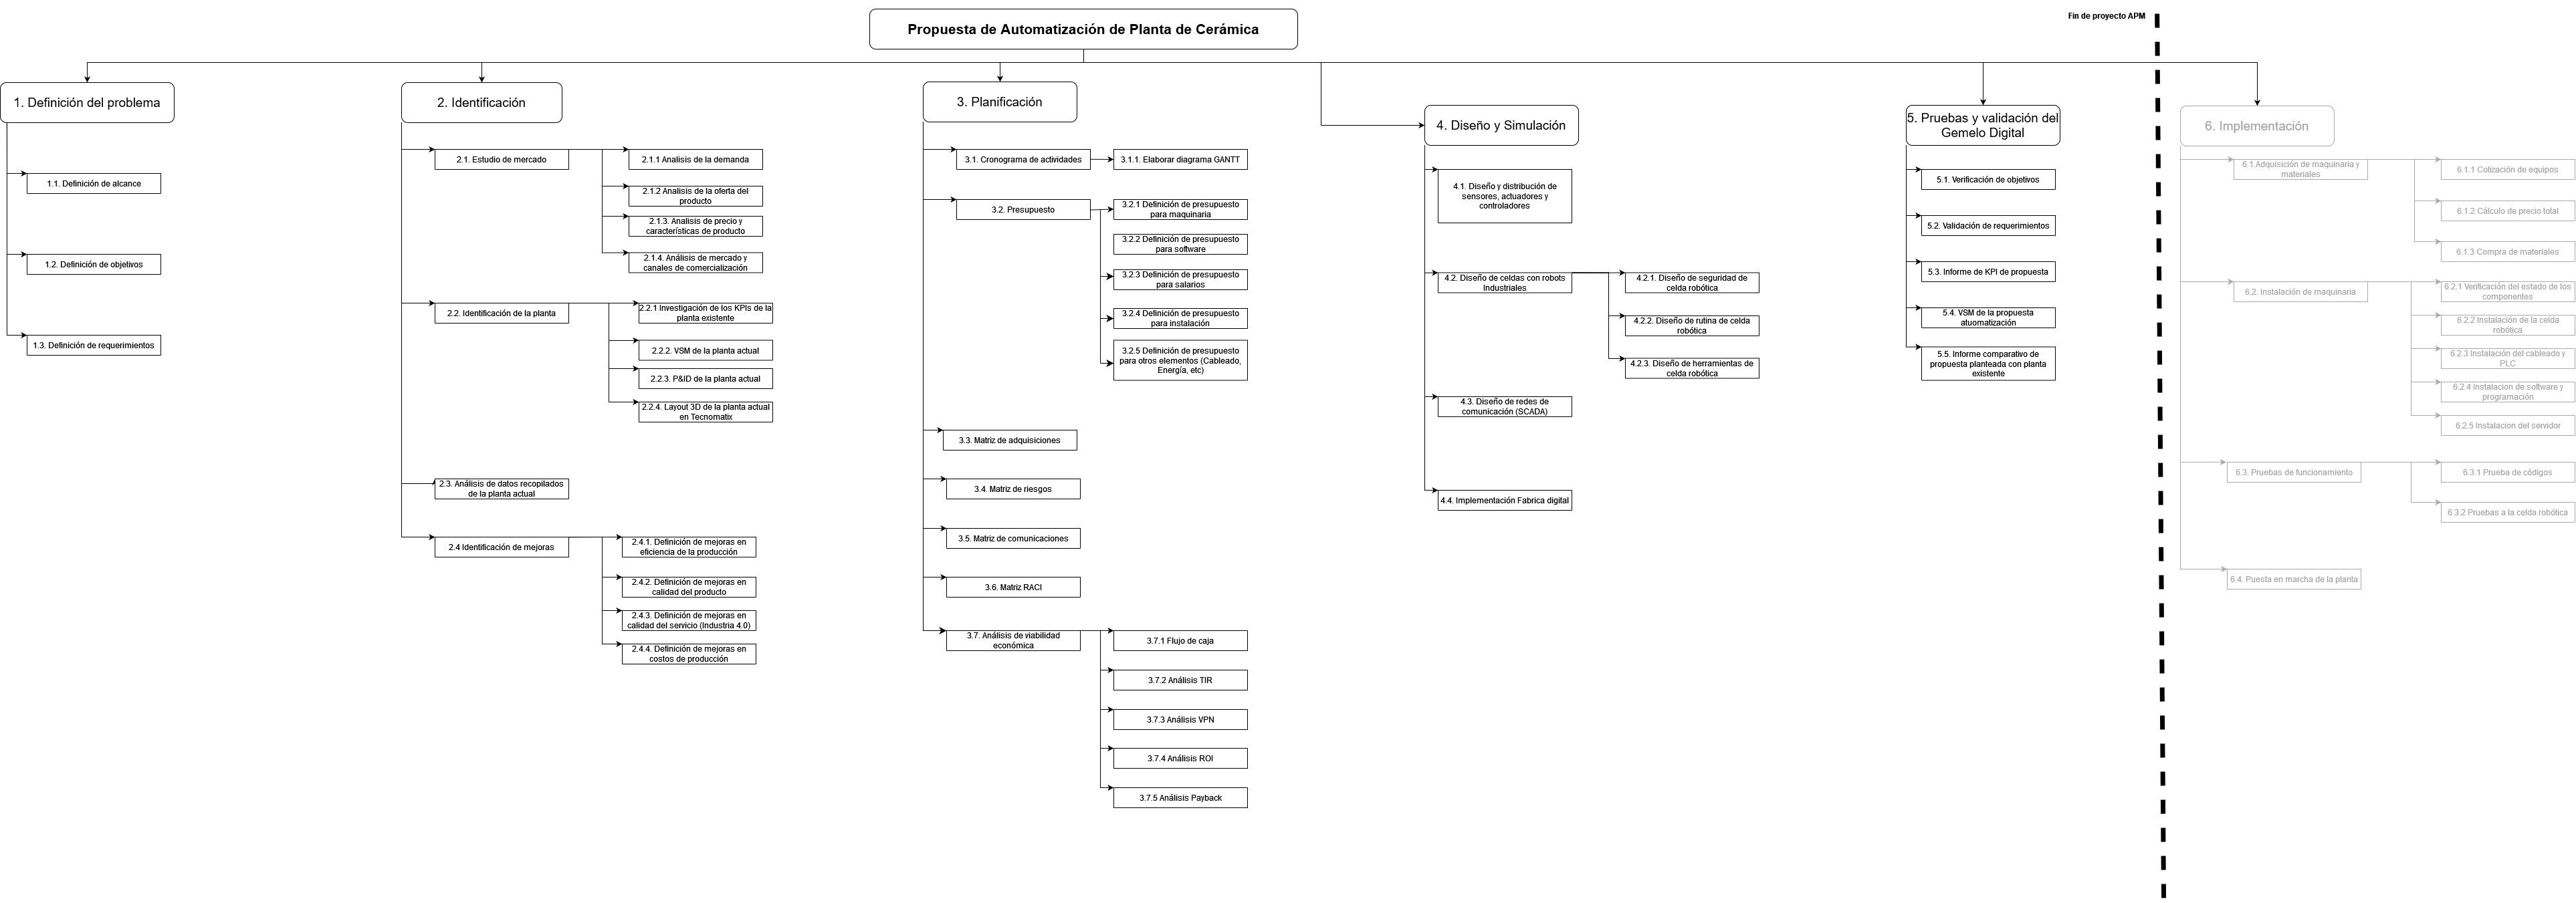 Propuesta de Automatización de Planta de Cerámica
Fin de proyecto APM
1. Definición del problema
1.1. Definición de alcance
1.2. Definición de objetivos
1.3. Definición de requerimientos
2. Identificación
2.1. Estudio de mercado
2.1.1 Analisis de la demanda
2.1.2 Analisis de la oferta del
producto
2.1.3. Analisis de precio y
características de producto
2.1.4. Análisis de mercado y
canales de comercialización
2.2. Identificación de la planta
2.2.1 Investigación de los KPIs de la
planta existente
2.2.2. VSM de la planta actual
2.2.3. P&ID de la planta actual
2.2.4. Layout 3D de la planta actual
en Tecnomatix
2.3. Análisis de datos recopilados
de la planta actual
2.4 Identificación de mejoras
2.4.1. Definición de mejoras en
eficiencia de la producción
2.4.2. Definición de mejoras en
calidad del producto
2.4.3. Definición de mejoras en
calidad del servicio (Industria 4.0)
2.4.4. Definición de mejoras en
costos de producción
3. Planificación
3.1. Cronograma de actividades
3.1.1. Elaborar diagrama GANTT
3.2. Presupuesto
3.2.1 Definición de presupuesto
para maquinaria
3.2.2 Definición de presupuesto
para software
3.2.3 Definición de presupuesto
para salarios
3.2.4 Definición de presupuesto
para instalación
3.2.5 Definición de presupuesto
para otros elementos (Cableado,
Energía, etc)
3.3. Matriz de adquisiciones
3.4. Matriz de riesgos
3.5. Matriz de comunicaciones
3.6. Matriz RACI
3.7. Análisis de viabilidad
económica
3.7.1 Flujo de caja
3.7.2 Análisis TIR
3.7.3 Análisis VPN
3.7.4 Análisis ROI
3.7.5 Análisis Payback
4. Diseño y Simulación
4.1. Diseño y distribución de
sensores, actuadores y
controladores
4.2. Diseño de celdas con robots
Industriales
4.2.1. Diseño de seguridad de
celda robótica
4.2.2. Diseño de rutina de celda
robótica
4.2.3. Diseño de herramientas de
celda robótica
4.3. Diseño de redes de
comunicación (SCADA)
4.4. Implementación Fabrica digital
5. Pruebas y validación del
Gemelo Digital
5.1. Verificación de objetivos
5.2. Validación de requerimientos
5.3. Informe de KPI de propuesta
5.4. VSM de la propuesta
atuomatización
5.5. Informe comparativo de
propuesta planteada con planta
existente
6. Implementación
6.1.Adquisición de maquinaria y
materiales
6.1.1 Cotización de equipos
6.1.2 Cálculo de precio total
6.1.3 Compra de materiales
6.2. Instalación de maquinaria
6.2.1 Verificación del estado de los
componentes
6.2.2 Instalación de la celda
robótica
6.2.3 Instalación del cableado y
PLC
6.2.4 Instalacion de software y
programación
6.2.5 Instalacion del servidor
6.3. Pruebas de funcionamiento
6.3.1 Prueba de códigos
6.3.2 Pruebas a la celda robótica
6.4. Puesta en marcha de la planta